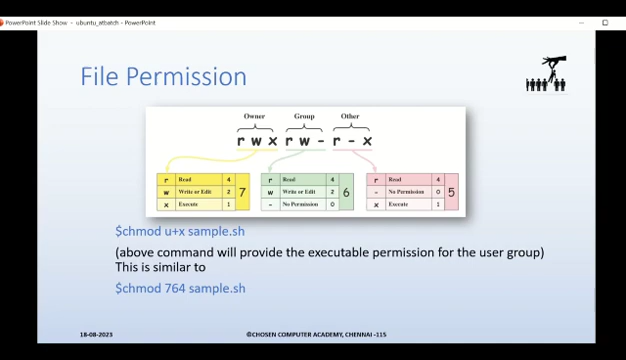 PowerPoint Slide Show - ubuntu_atbatch - PowerPoint
File Permission
Owner Group Other
r w x r w - r - x
r Read 4
w Write or Edit 2
x Execute 1
7
r Read 4
w Write or Edit 2
- No Permission 0
6
r Read 4
- No Permission 0
x Execute 1
5
$chmod u+x sample.sh
(above command will provide the executable permission for the user group)
This is similar to
$chmod 764 sample.sh
18-08-2023 ©CHOSEN COMPUTER ACADEMY, CHENNAI -115